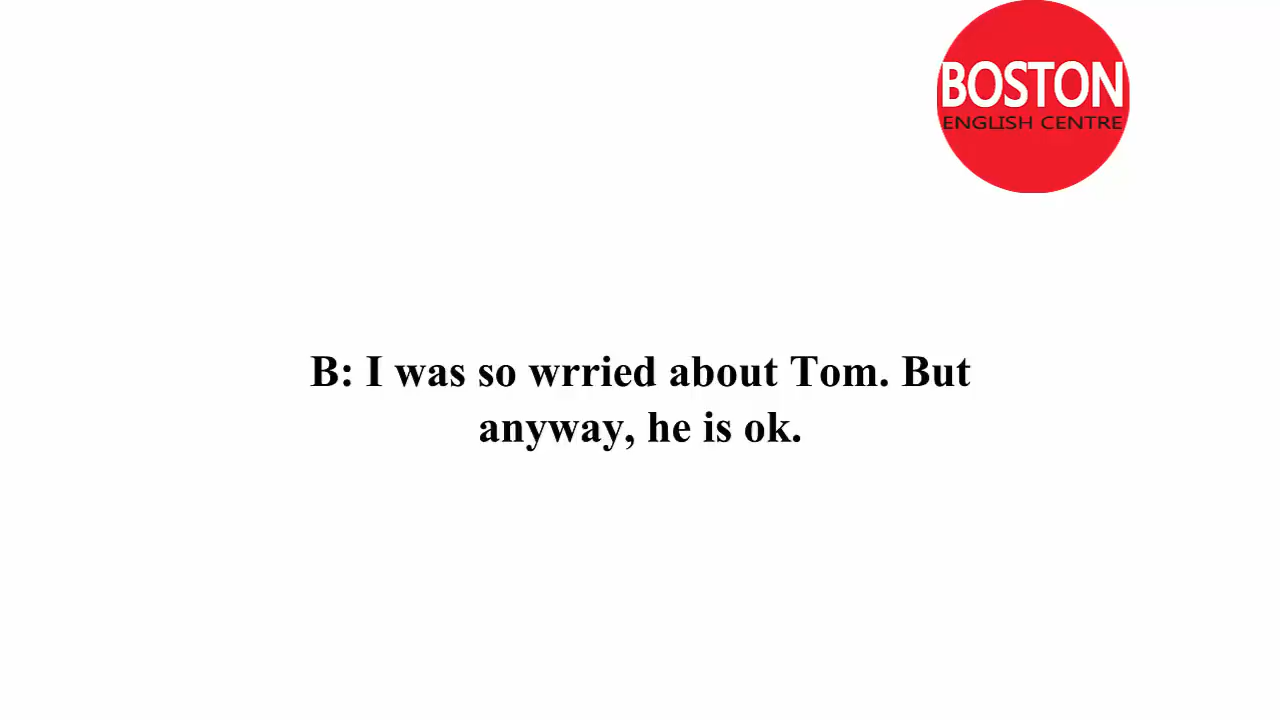 BOSTON
ENGLISH CENTRE
B: I was so wrried about Tom. But
anyway, he is ok.